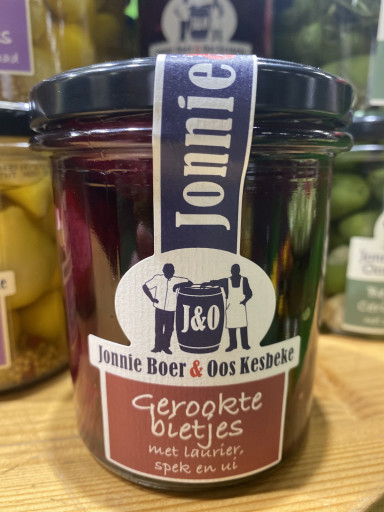 J&O
Jonnie
J&O
Jonnie Boer & Oos Kesbeke
Gerookte
bietjes
met laurier,
spek en ui